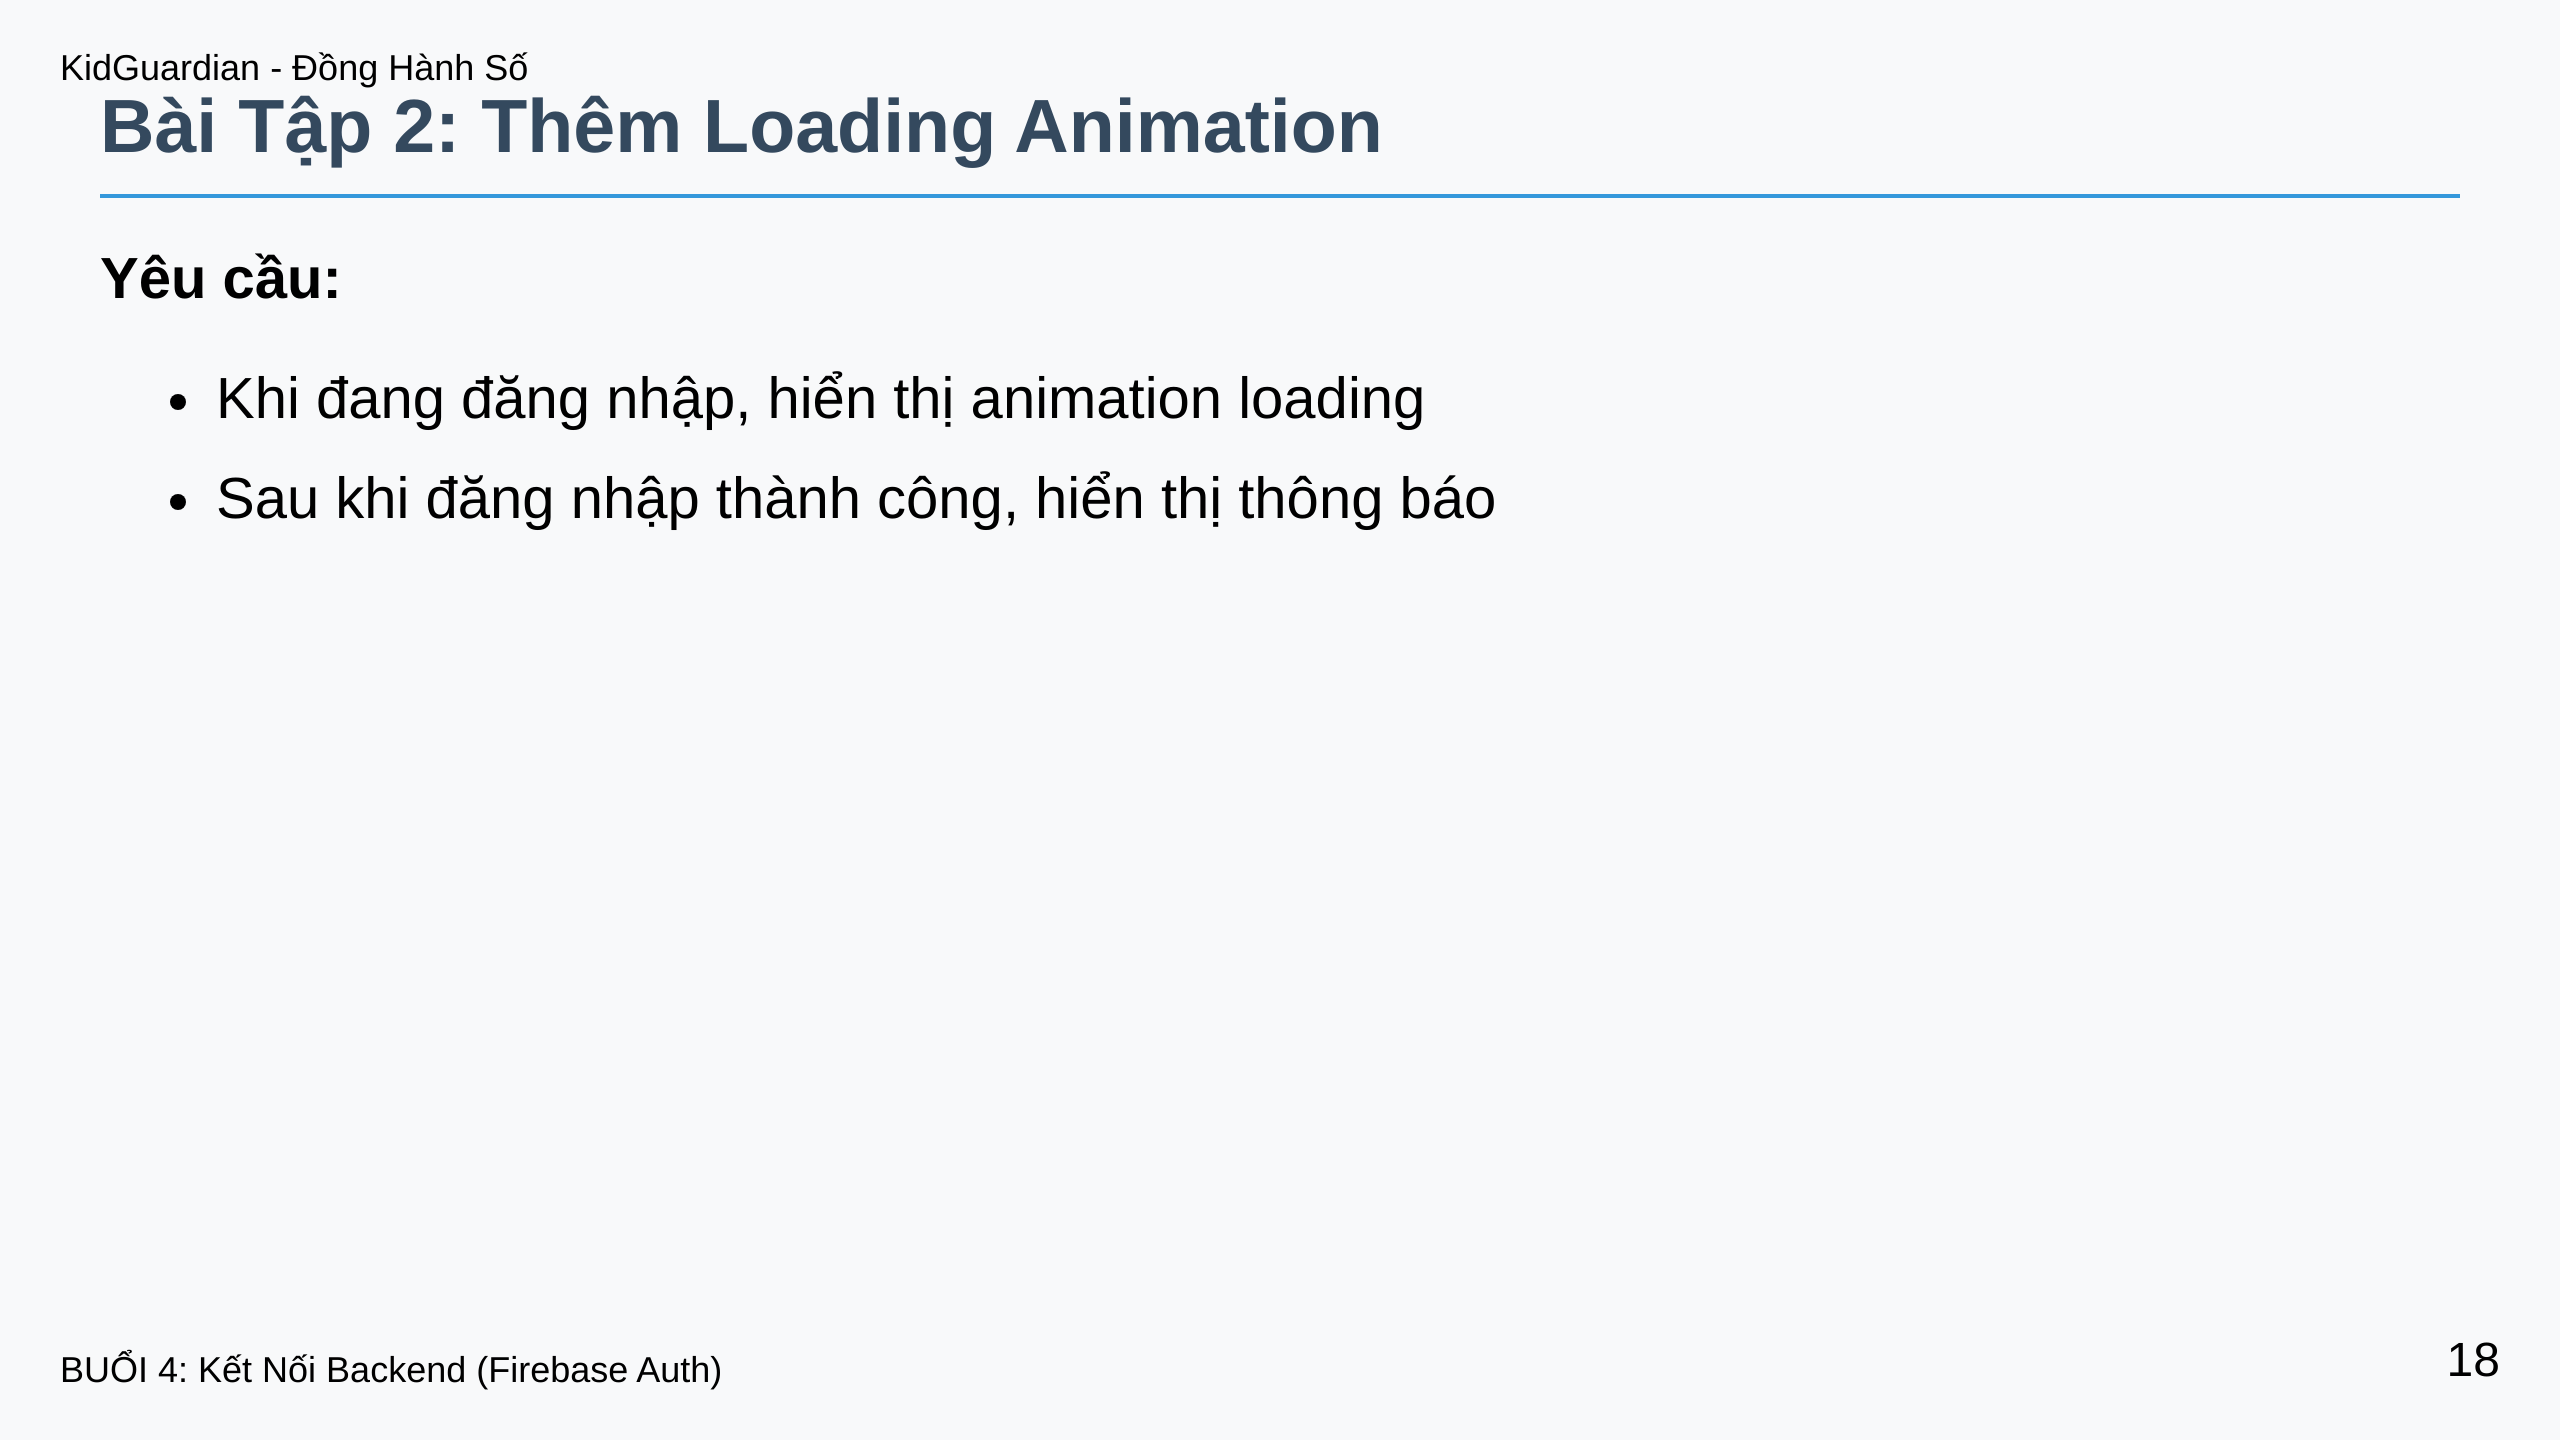 KidGuardian - Đồng Hành Số
Bài Tập 2: Thêm Loading Animation
Yêu cầu:
• Khi đang đăng nhập, hiển thị animation loading
• Sau khi đăng nhập thành công, hiển thị thông báo
BUỔI 4: Kết Nối Backend (Firebase Auth)
18